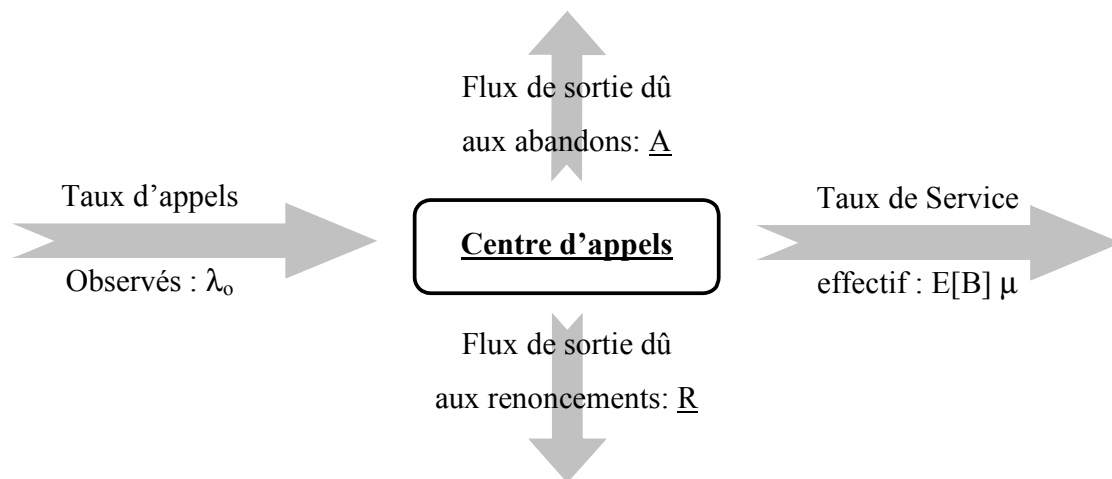 Flux de sortie dû
aux abandons: A
Taux d’appels
Observés : λo
Centre d’appels
Taux de Service
effectif : E[B] μ
Flux de sortie dû
aux renoncements: R